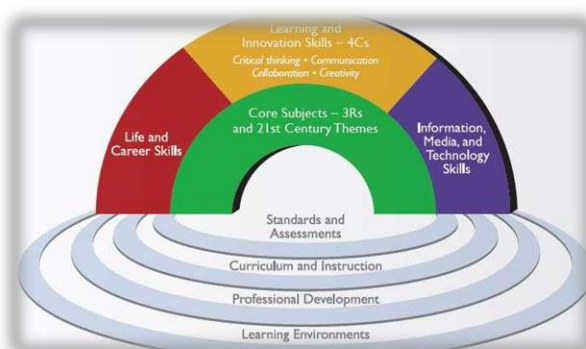 Learning and
Innovation Skills – 4Cs
Critical thinking • Communication
Collaboration • Creativity
Core Subjects – 3Rs
and 21st Century Themes
Life and
Career Skills
Information,
Media, and
Technology
Skills
Standards and
Assessments
Curriculum and Instruction
Professional Development
Learning Environments